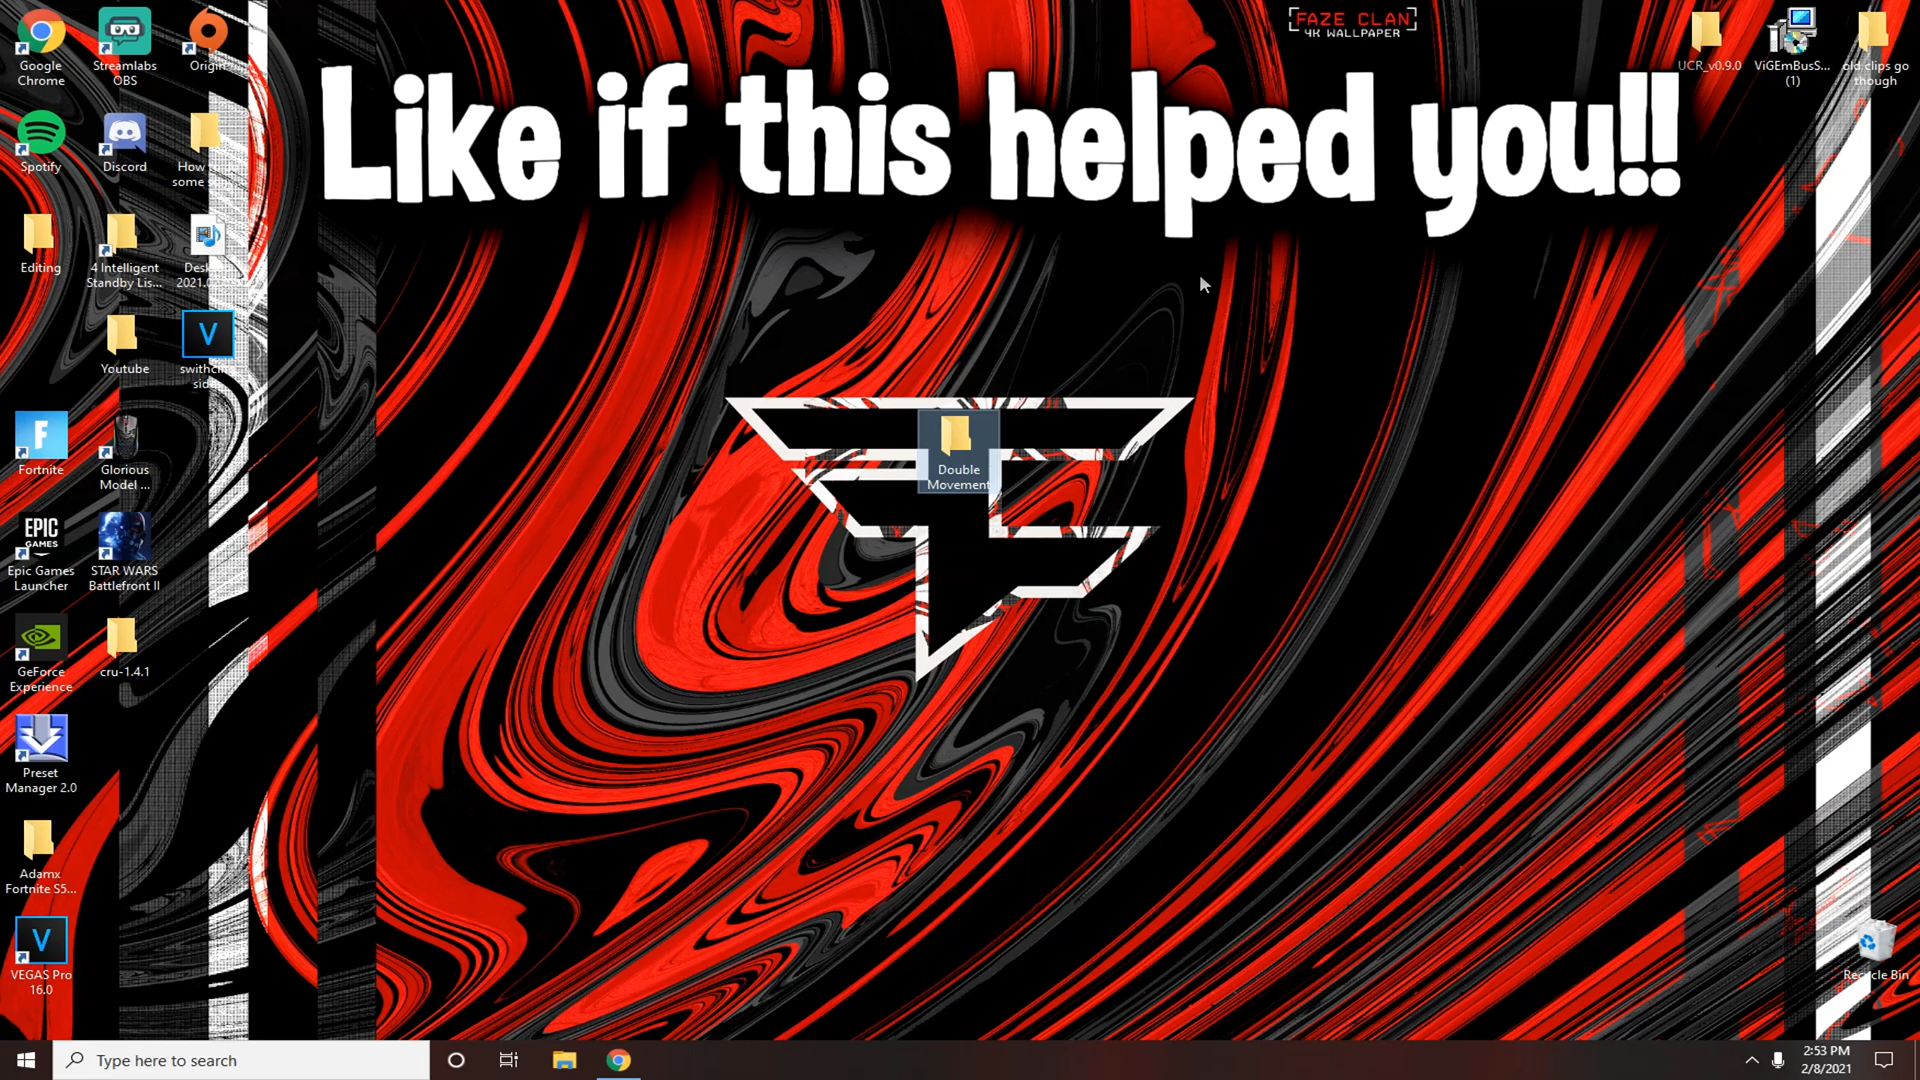 FAZE CLAN
4K WALLPAPER
Like if this helped you!!
Google
Chrome
Streamlabs
OBS
Origin
Spotify
Discord
How
some
Editing
4 Intelligent
Standby Lis...
2021.
Youtube
Fortnite
Glorious
Model ...
EPIC
GAMES
Epic Games
Launcher
STAR WARS
Battlefront II
GeForce
Experience
cru-1.4.1
Preset
Manager 2.0
Adamx
Fortnite S5...
VEGAS Pro
16.0
Double
Movement
UCR_v0.9.0
ViGEmBusS...
(1)
old clips go
though
Recycle Bin
Type here to search
2:53 PM
2/8/2021